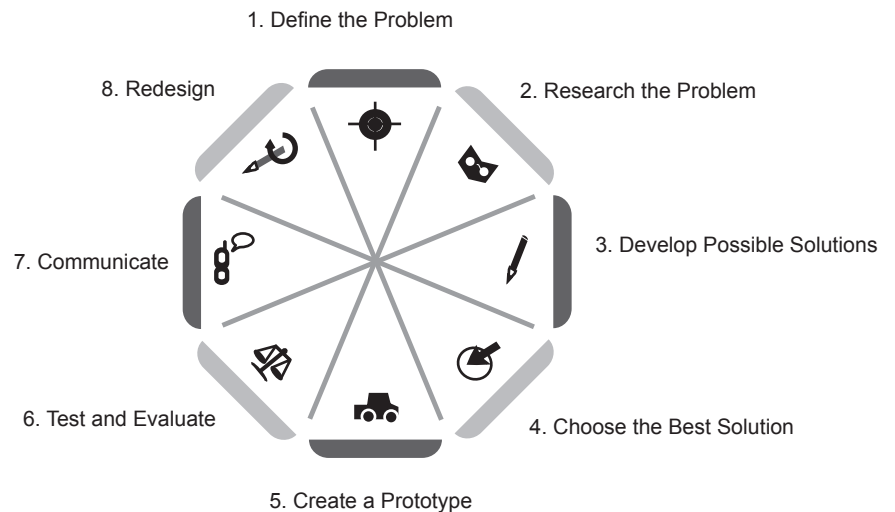 1. Define the Problem
2. Research the Problem
3. Develop Possible Solutions
4. Choose the Best Solution
5. Create a Prototype
6. Test and Evaluate
7. Communicate
8. Redesign